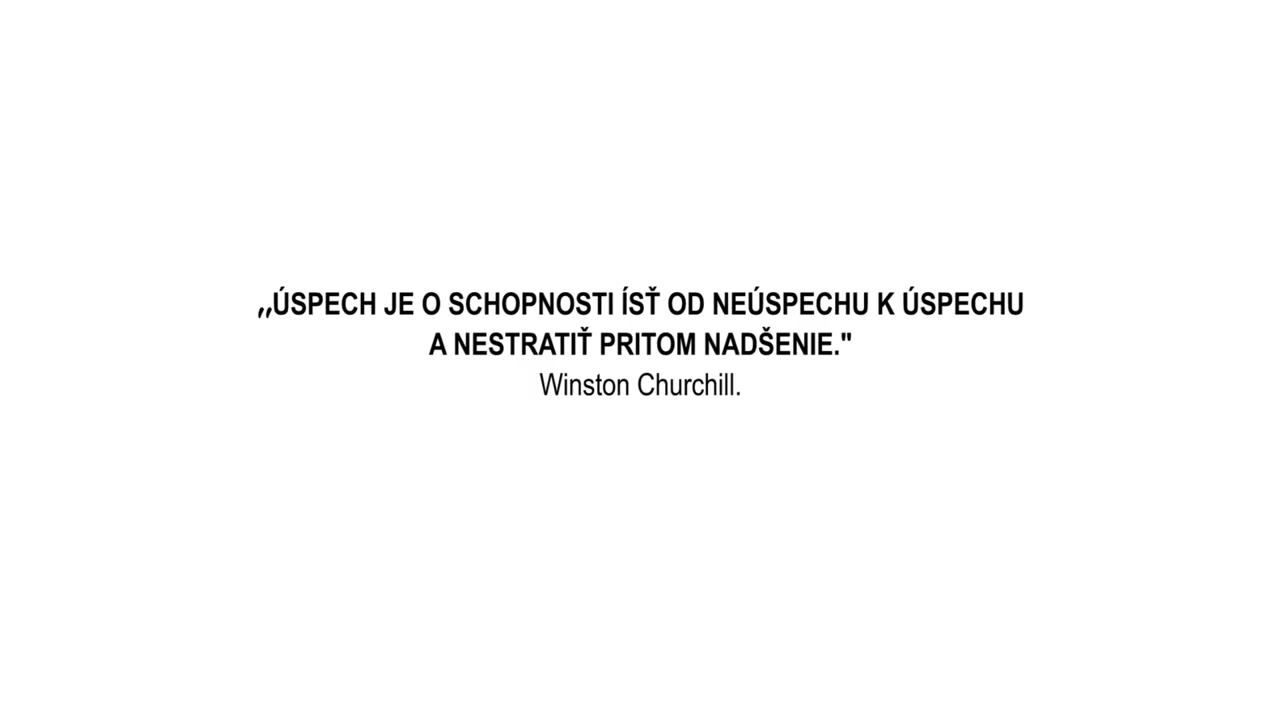 ,,ÚSPECH JE O SCHOPNOSTI ÍSŤ OD NEÚSPECHU K ÚSPECHU
A NESTRATIŤ PRITOM NADŠENIE."
Winston Churchill.